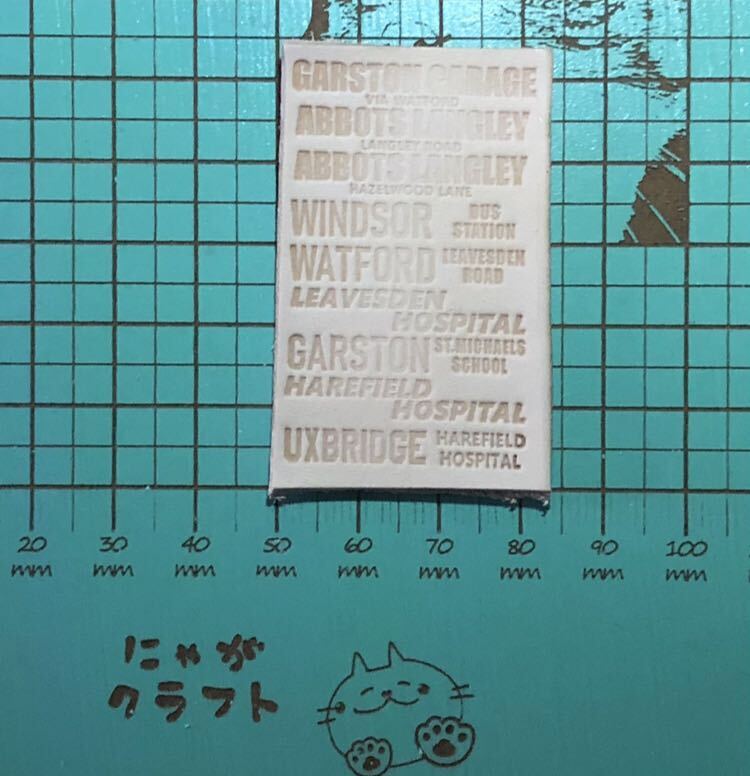 GARSTON GARAGE
VIA WATFORD
ABBOTS LANGLEY
LANGLEY ROAD
ABBOTS LANGLEY
HAZELWOOD LANE
WINDSOR BUS
STATION
WATFORD LEAVESDEN
ROAD
LEAVESDEN
HOSPITAL
GARSTON ST.MICHAELS
SCHOOL
HAREFIELD
HOSPITAL
UXBRIDGE HAREFIELD
HOSPITAL
20 30 40 50 60 70 80 90 100
mm mm mm mm mm mm mm mm mm
にゃが
クラフト